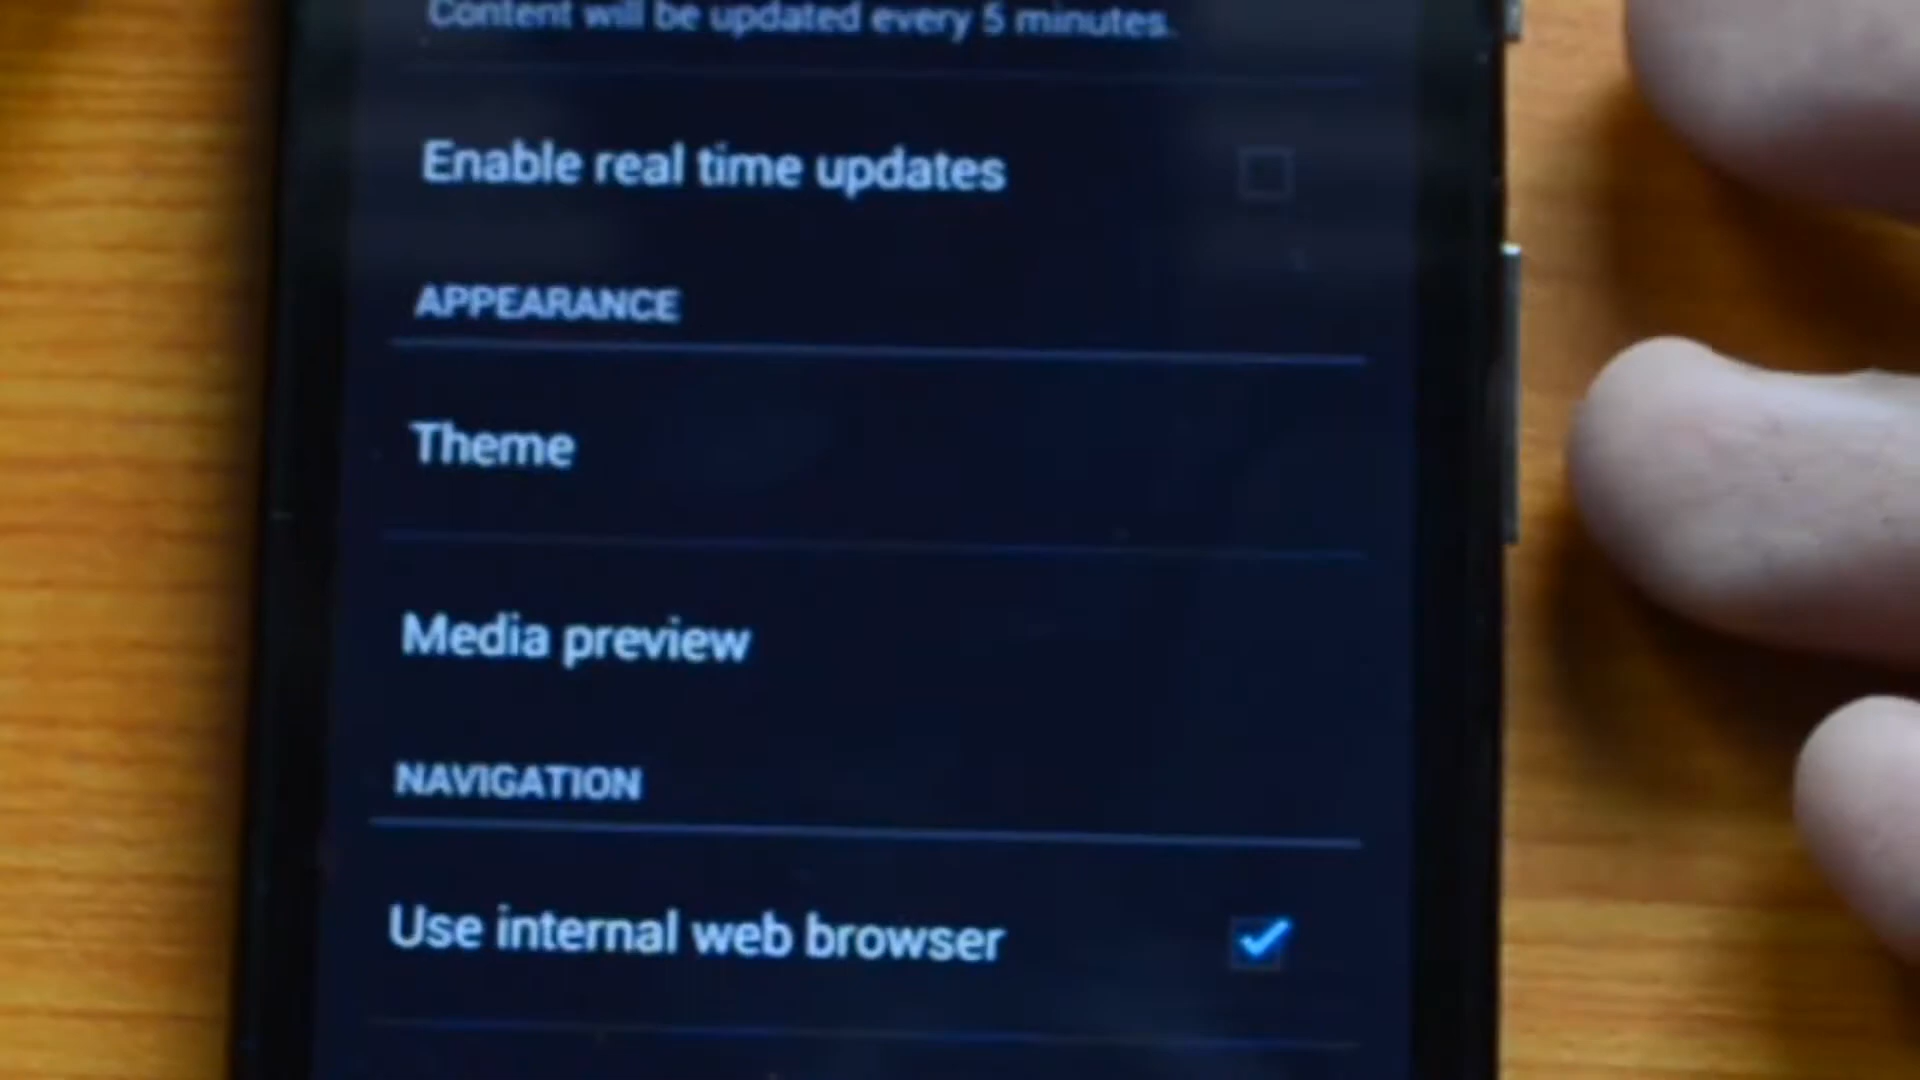 Content will be updated every 5 minutes.
Enable real time updates
APPEARANCE
Theme
Media preview
NAVIGATION
Use internal web browser